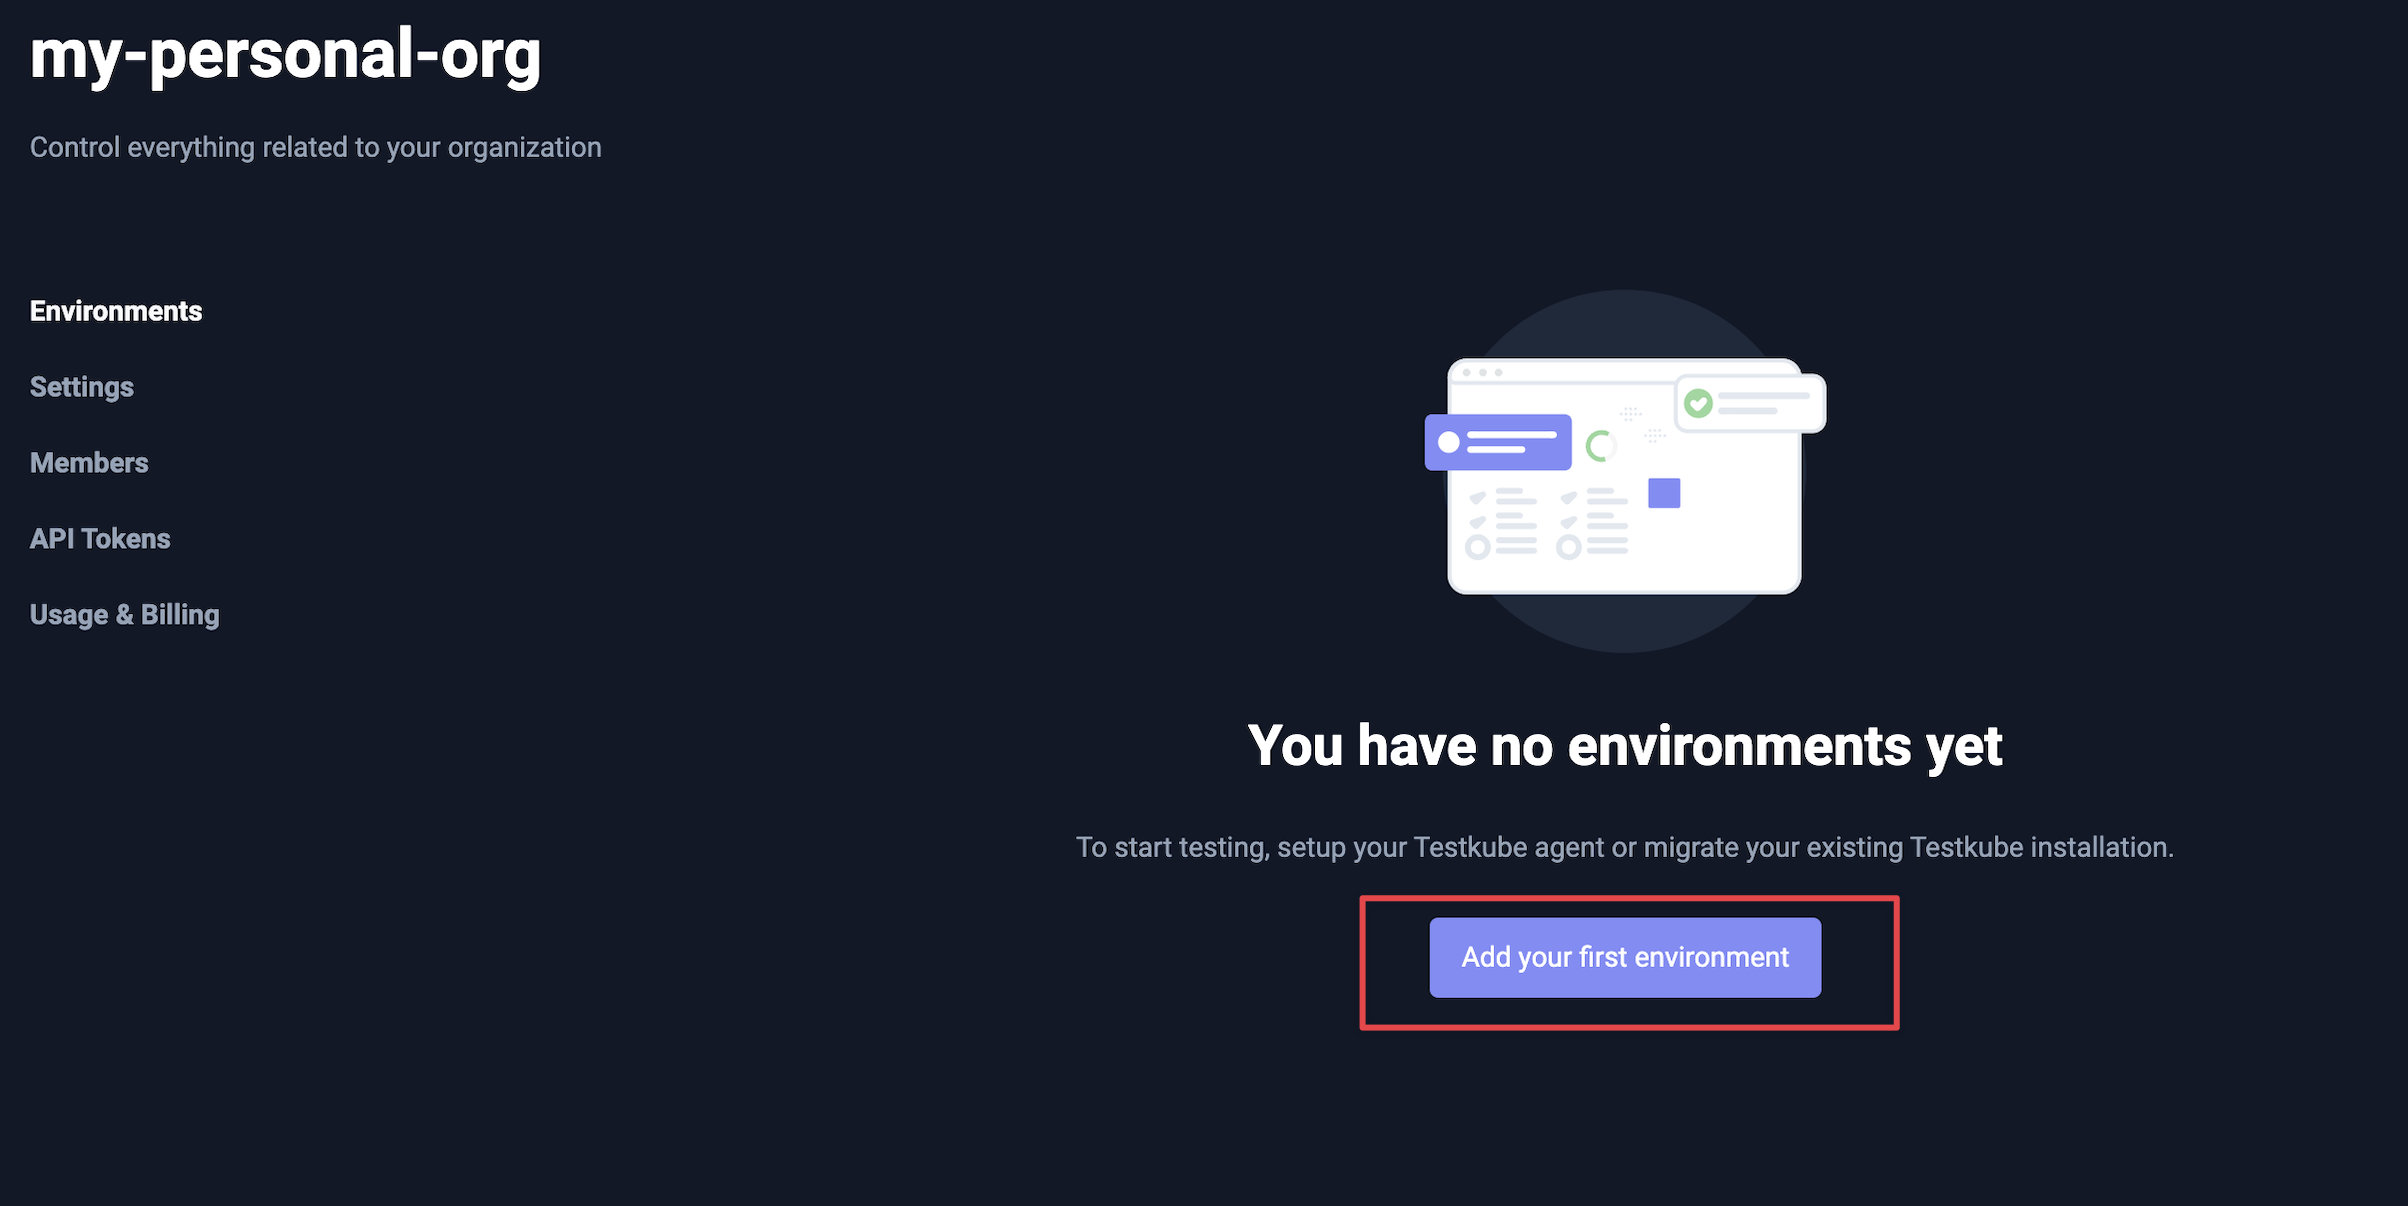 my-personal-org
Control everything related to your organization
Environments
Settings
Members
API Tokens
Usage & Billing
You have no environments yet
To start testing, setup your Testkube agent or migrate your existing Testkube installation.
Add your first environment